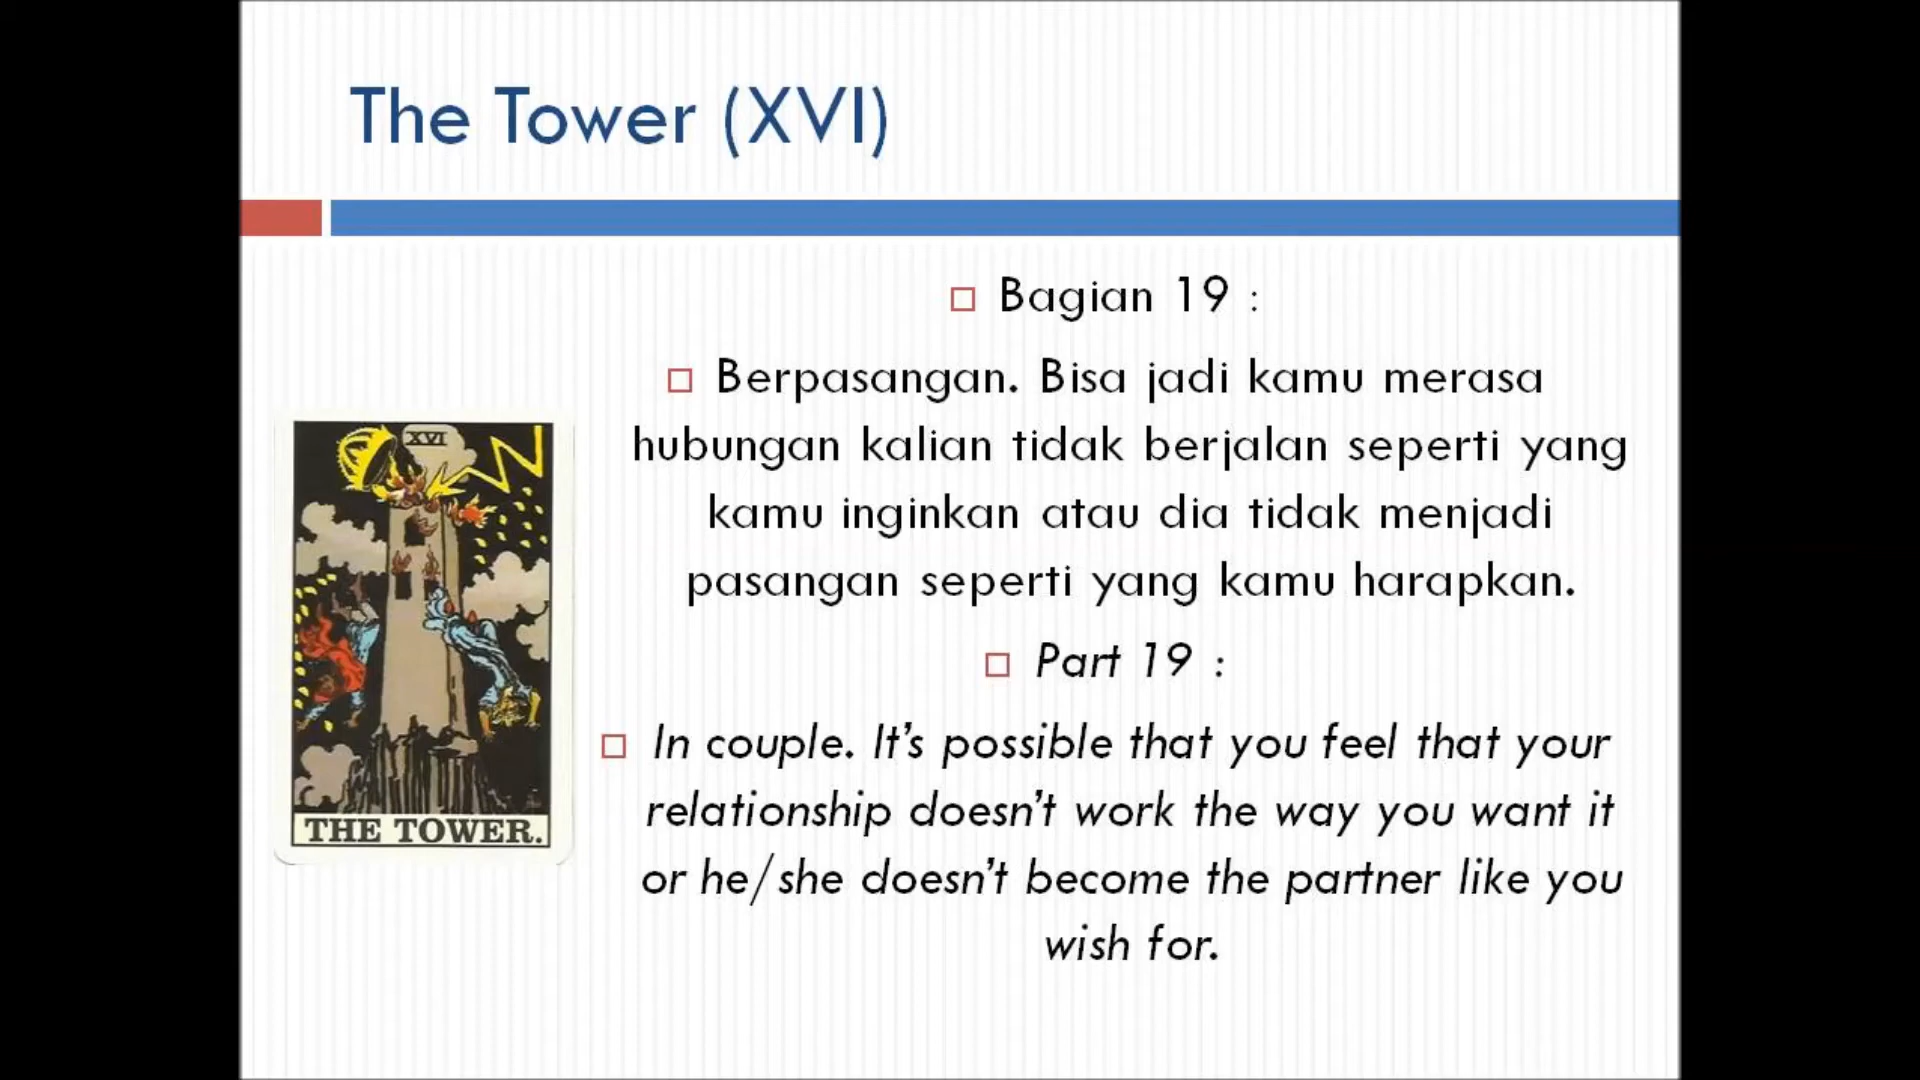 The Tower (XVI)
Bagian 19 :
Berpasangan. Bisa jadi kamu merasa
hubungan kalian tidak berjalan seperti yang
kamu inginkan atau dia tidak menjadi
pasangan seperti yang kamu harapkan.
XVI
THE TOWER.
Part 19 :
In couple. It's possible that you feel that your
relationship doesn't work the way you want it
or he/she doesn't become the partner like you
wish for.